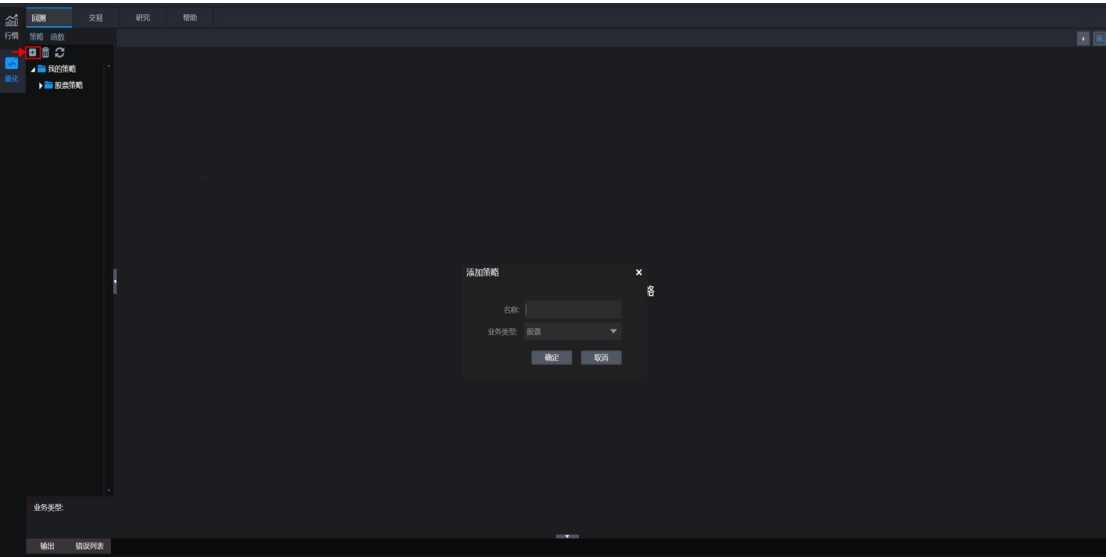 回测 交易 研究 帮助
行情
策略 函数
量化
我的策略
股票策略
添加策略
略
名称:
业务类型: 股票
确定 取消
业务类型:
输出 错误列表